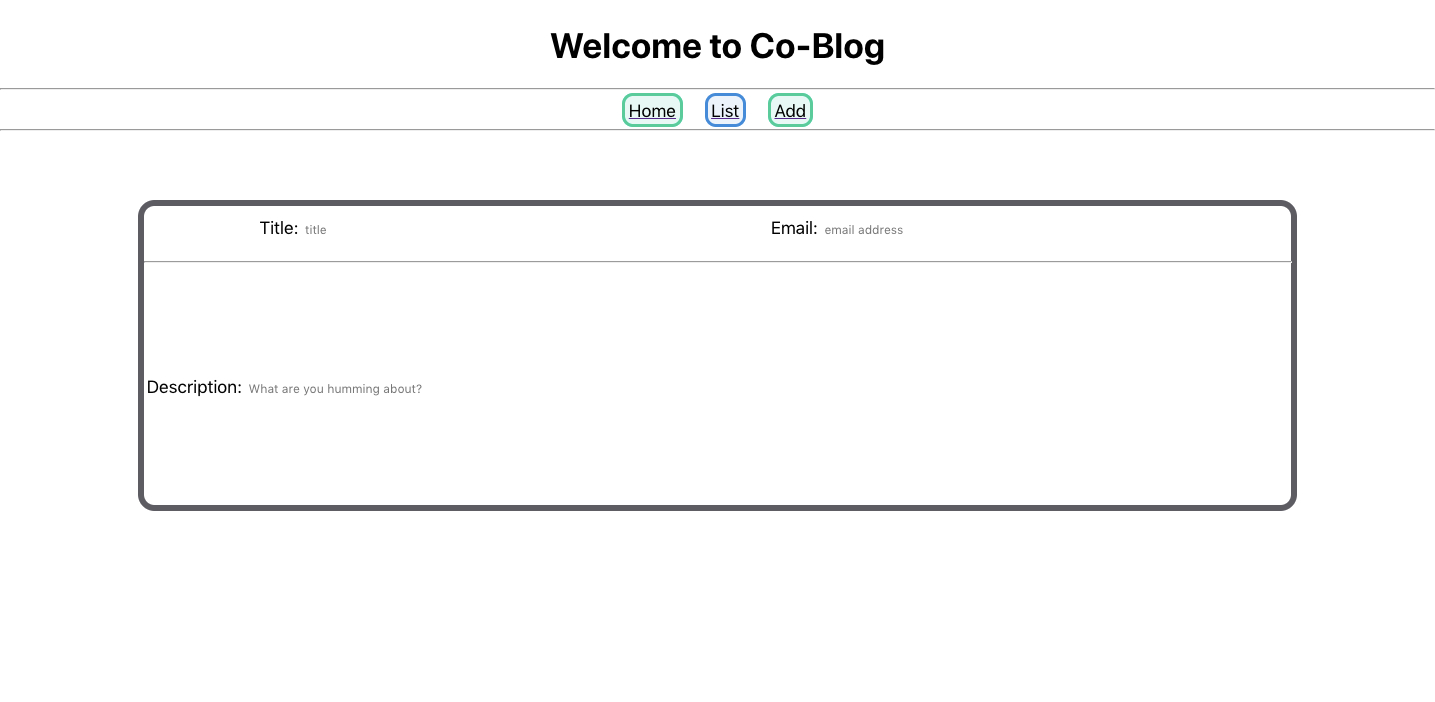 Welcome to Co-Blog
Home List Add
Title: title Email: email address
Description: What are you humming about?